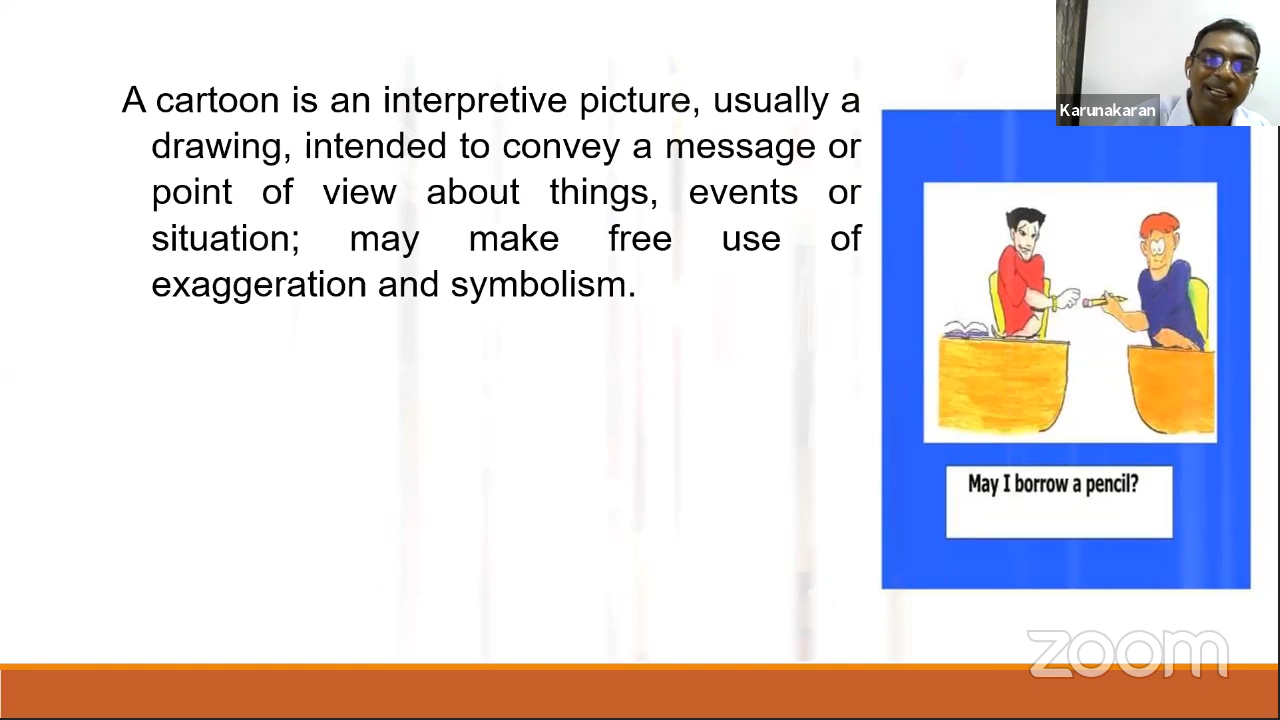 A cartoon is an interpretive picture, usually a
drawing, intended to convey a message or
point of view about things, events or
situation; may make free use of
exaggeration and symbolism.
Karunakaran
May I borrow a pencil?
zoom